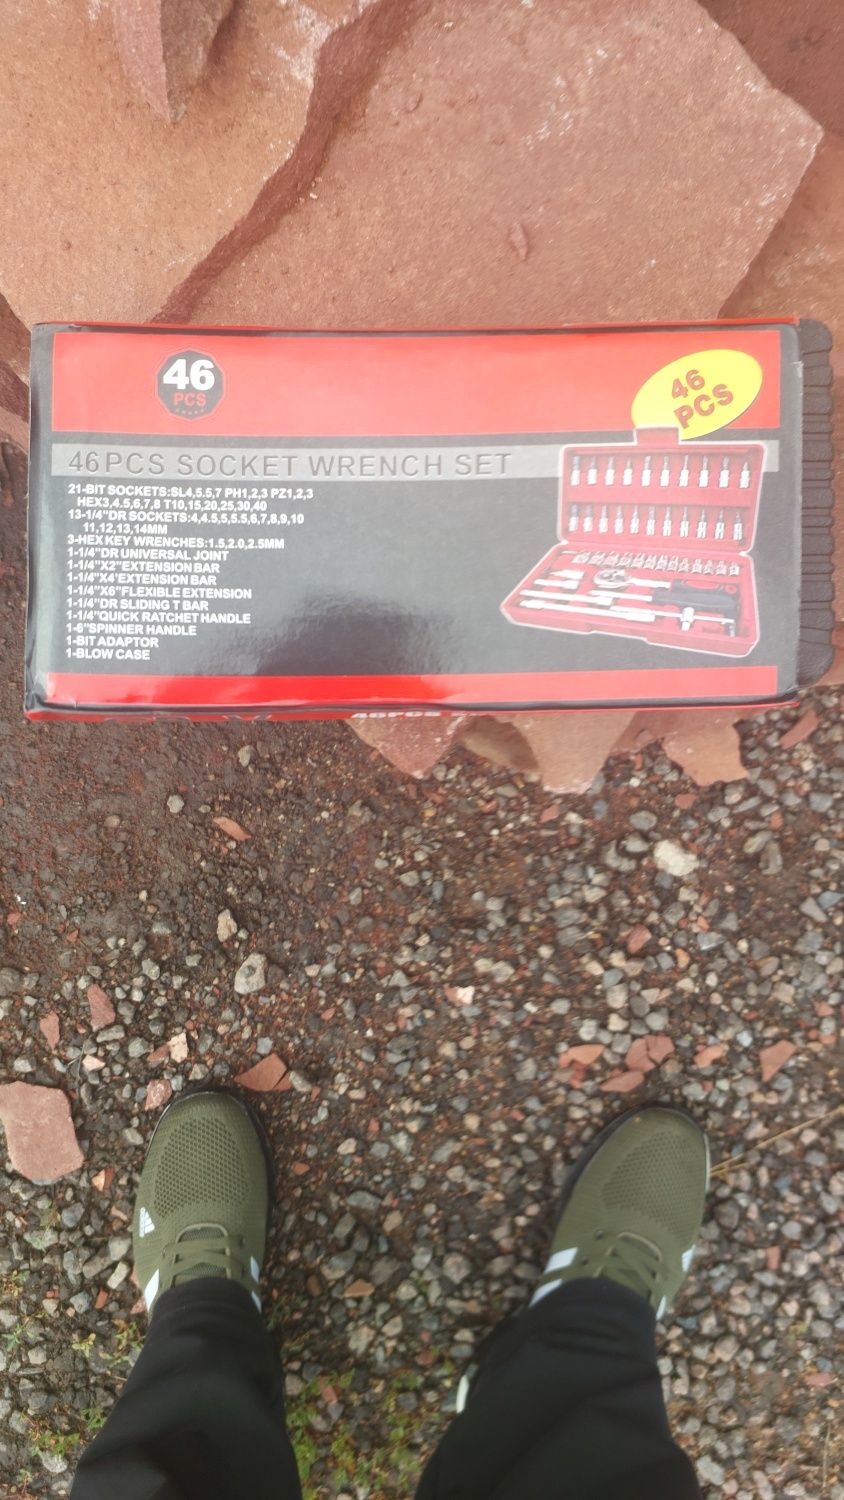 46
PCS
46
PCS
46PCS SOCKET WRENCH SET
21-BIT SOCKETS:SL4,5.5,7 PH1,2,3 PZ1,2,3
HEX3,4,5,6,7,8 T10,15,20,25,30,40
13-1/4"DR SOCKETS:4,4.5,5,5.5,6,7,8,9,10
11,12,13,14MM
3-HEX KEY WRENCHES:1.5,2.0,2.5MM
1-1/4"DR UNIVERSAL JOINT
1-1/4"X2"EXTENSION BAR
1-1/4"X4'EXTENSION BAR
1-1/4"X6"FLEXIBLE EXTENSION
1-1/4"DR SLIDING T BAR
1-1/4"QUICK RATCHET HANDLE
1-6"SPINNER HANDLE
1-BIT ADAPTOR
1-BLOW CASE
46PCS